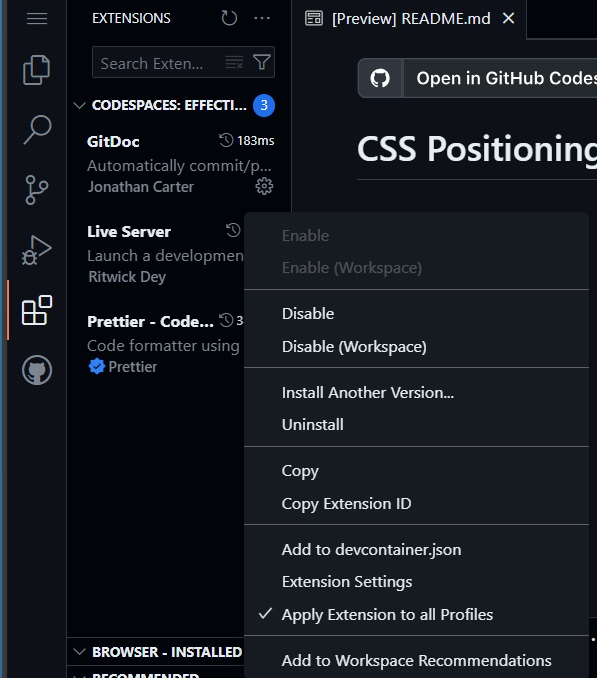 EXTENSIONS
Search Exten...
CODESPACES: EFFECTI... 3
GitDoc 183ms
Automatically commit/p...
Jonathan Carter
Live Server
Launch a developmen
Ritwick Dey
Prettier - Code... 3
Code formatter using
Prettier
BROWSER - INSTALLED
RECOMMENDED
[Preview] README.md
Open in GitHub Codes
CSS Positioning
Enable
Enable (Workspace)
Disable
Disable (Workspace)
Install Another Version...
Uninstall
Copy
Copy Extension ID
Add to devcontainer.json
Extension Settings
Apply Extension to all Profiles
Add to Workspace Recommendations